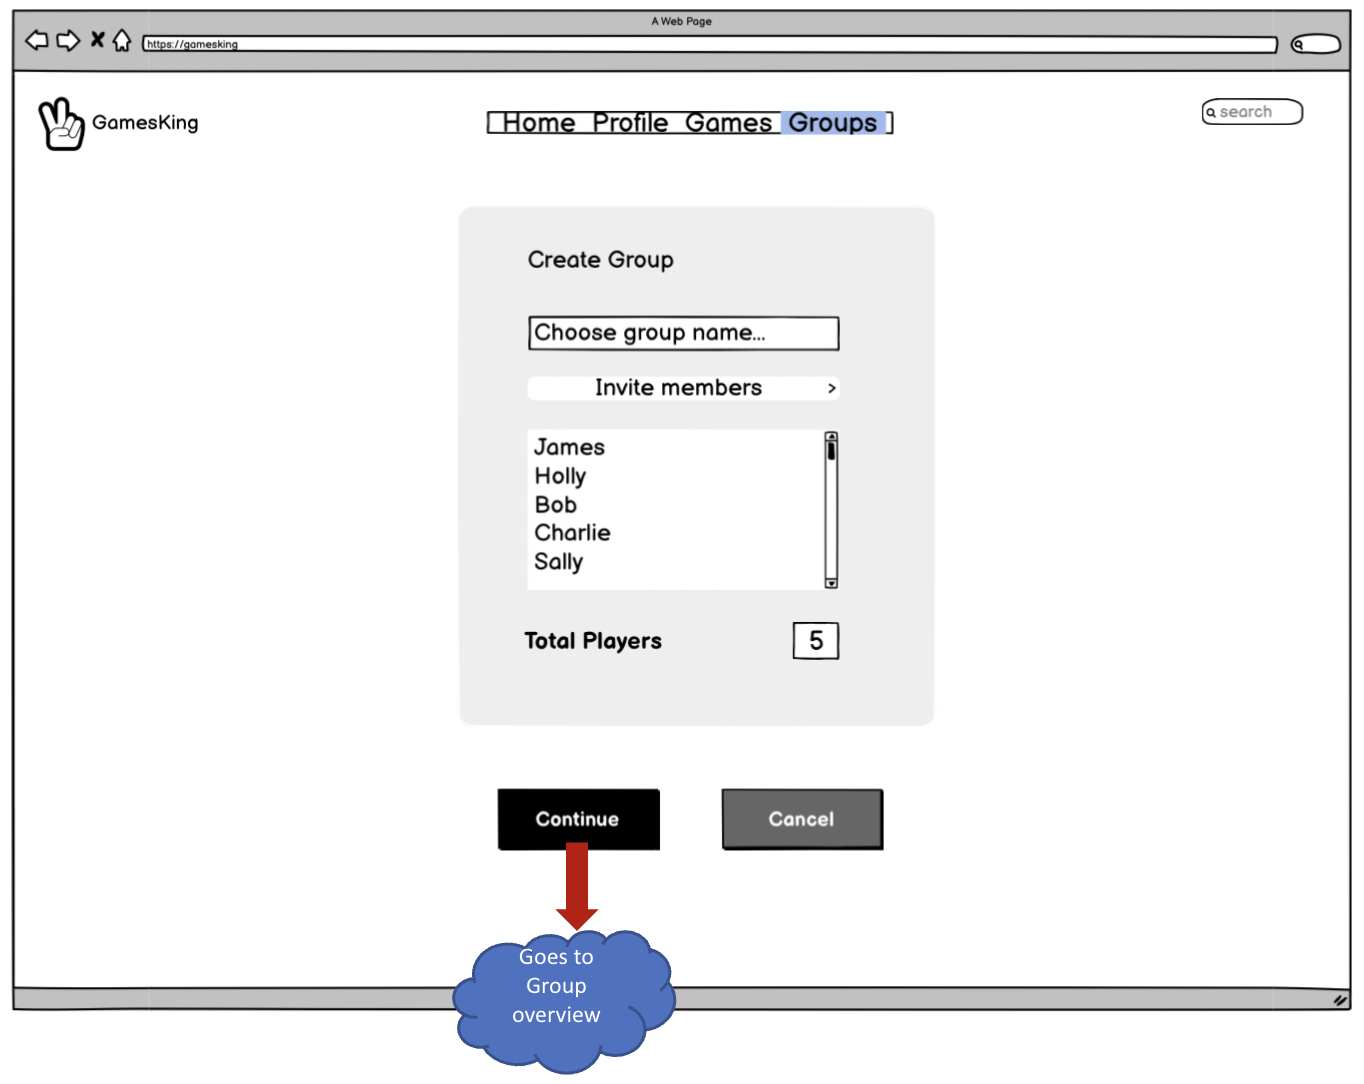 A Web Page
https://gamesking
GamesKing
Home Profile Games Groups
search
Create Group
Choose group name...
Invite members >
James
Holly
Bob
Charlie
Sally
Total Players 5
Continue Cancel
Goes to
Group
overview